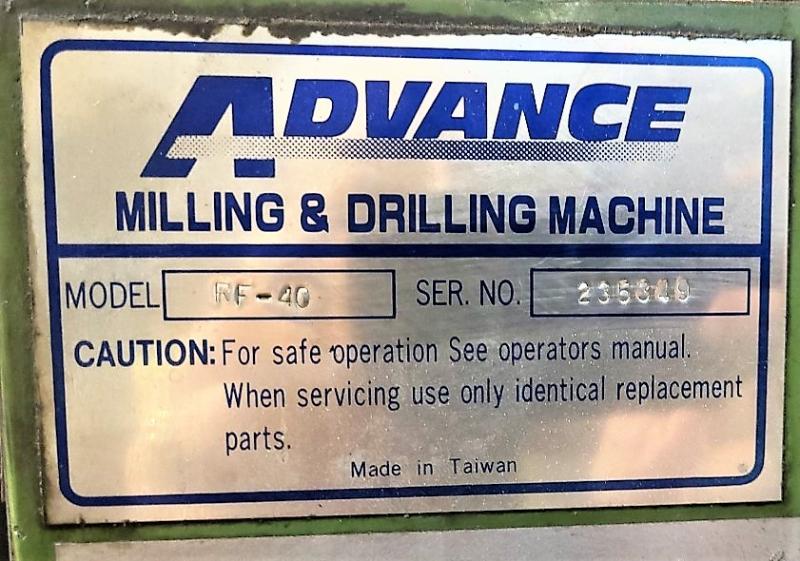 ADVANCE
MILLING & DRILLING MACHINE
MODEL RF-40 SER. NO. 235349
CAUTION: For safe operation See operators manual.
When servicing use only identical replacement
parts.
Made in Taiwan